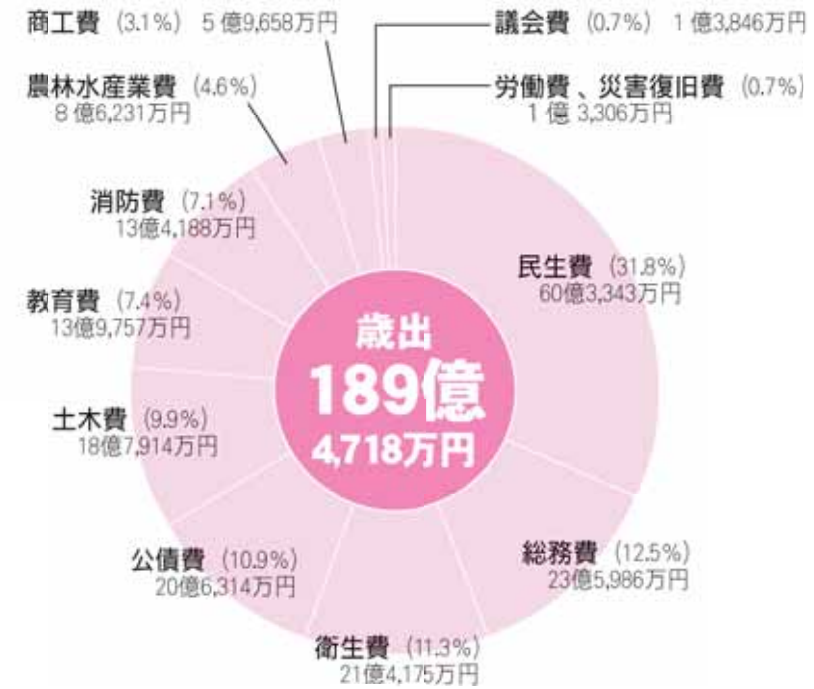 商工費 (3.1%) 5億9,658万円
議会費 (0.7%) 1億3,846万円
農林水産業費 (4.6%)
8億6,231万円
労働費、災害復旧費 (0.7%)
1億3,306万円
消防費 (7.1%)
13億4,188万円
民生費 (31.8%)
60億3,343万円
教育費 (7.4%)
13億9,757万円
歳出
189億
4,718万円
土木費 (9.9%)
18億7,914万円
公債費 (10.9%)
20億6,314万円
総務費 (12.5%)
23億5,986万円
衛生費 (11.3%)
21億4,175万円